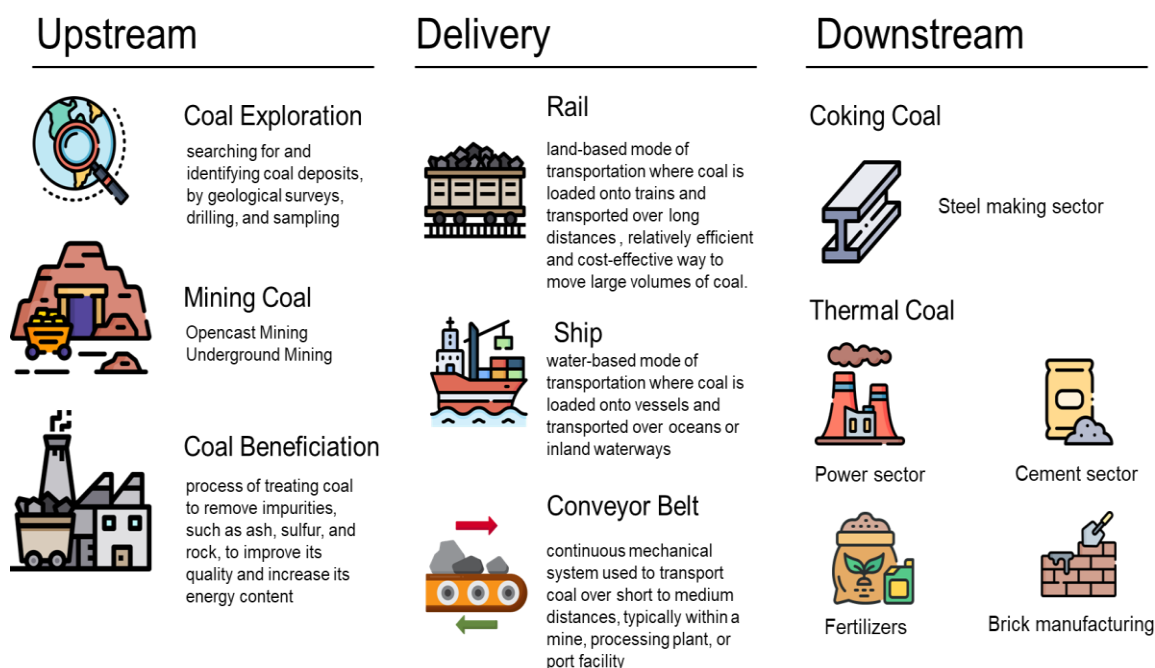 Upstream
Coal Exploration
searching for and
identifying coal deposits,
by geological surveys,
drilling, and sampling
Mining Coal
Opencast Mining
Underground Mining
Coal Beneficiation
process of treating coal
to remove impurities,
such as ash, sulfur, and
rock, to improve its
quality and increase its
energy content
Delivery
Rail
land-based mode of
transportation where coal is
loaded onto trains and
transported over long
distances , relatively efficient
and cost-effective way to
move large volumes of coal.
Ship
water-based mode of
transportation where coal is
loaded onto vessels and
transported over oceans or
inland waterways
Conveyor Belt
continuous mechanical
system used to transport
coal over short to medium
distances, typically within a
mine, processing plant, or
port facility
Downstream
Coking Coal
Steel making sector
Thermal Coal
Power sector
Cement sector
Fertilizers
Brick manufacturing